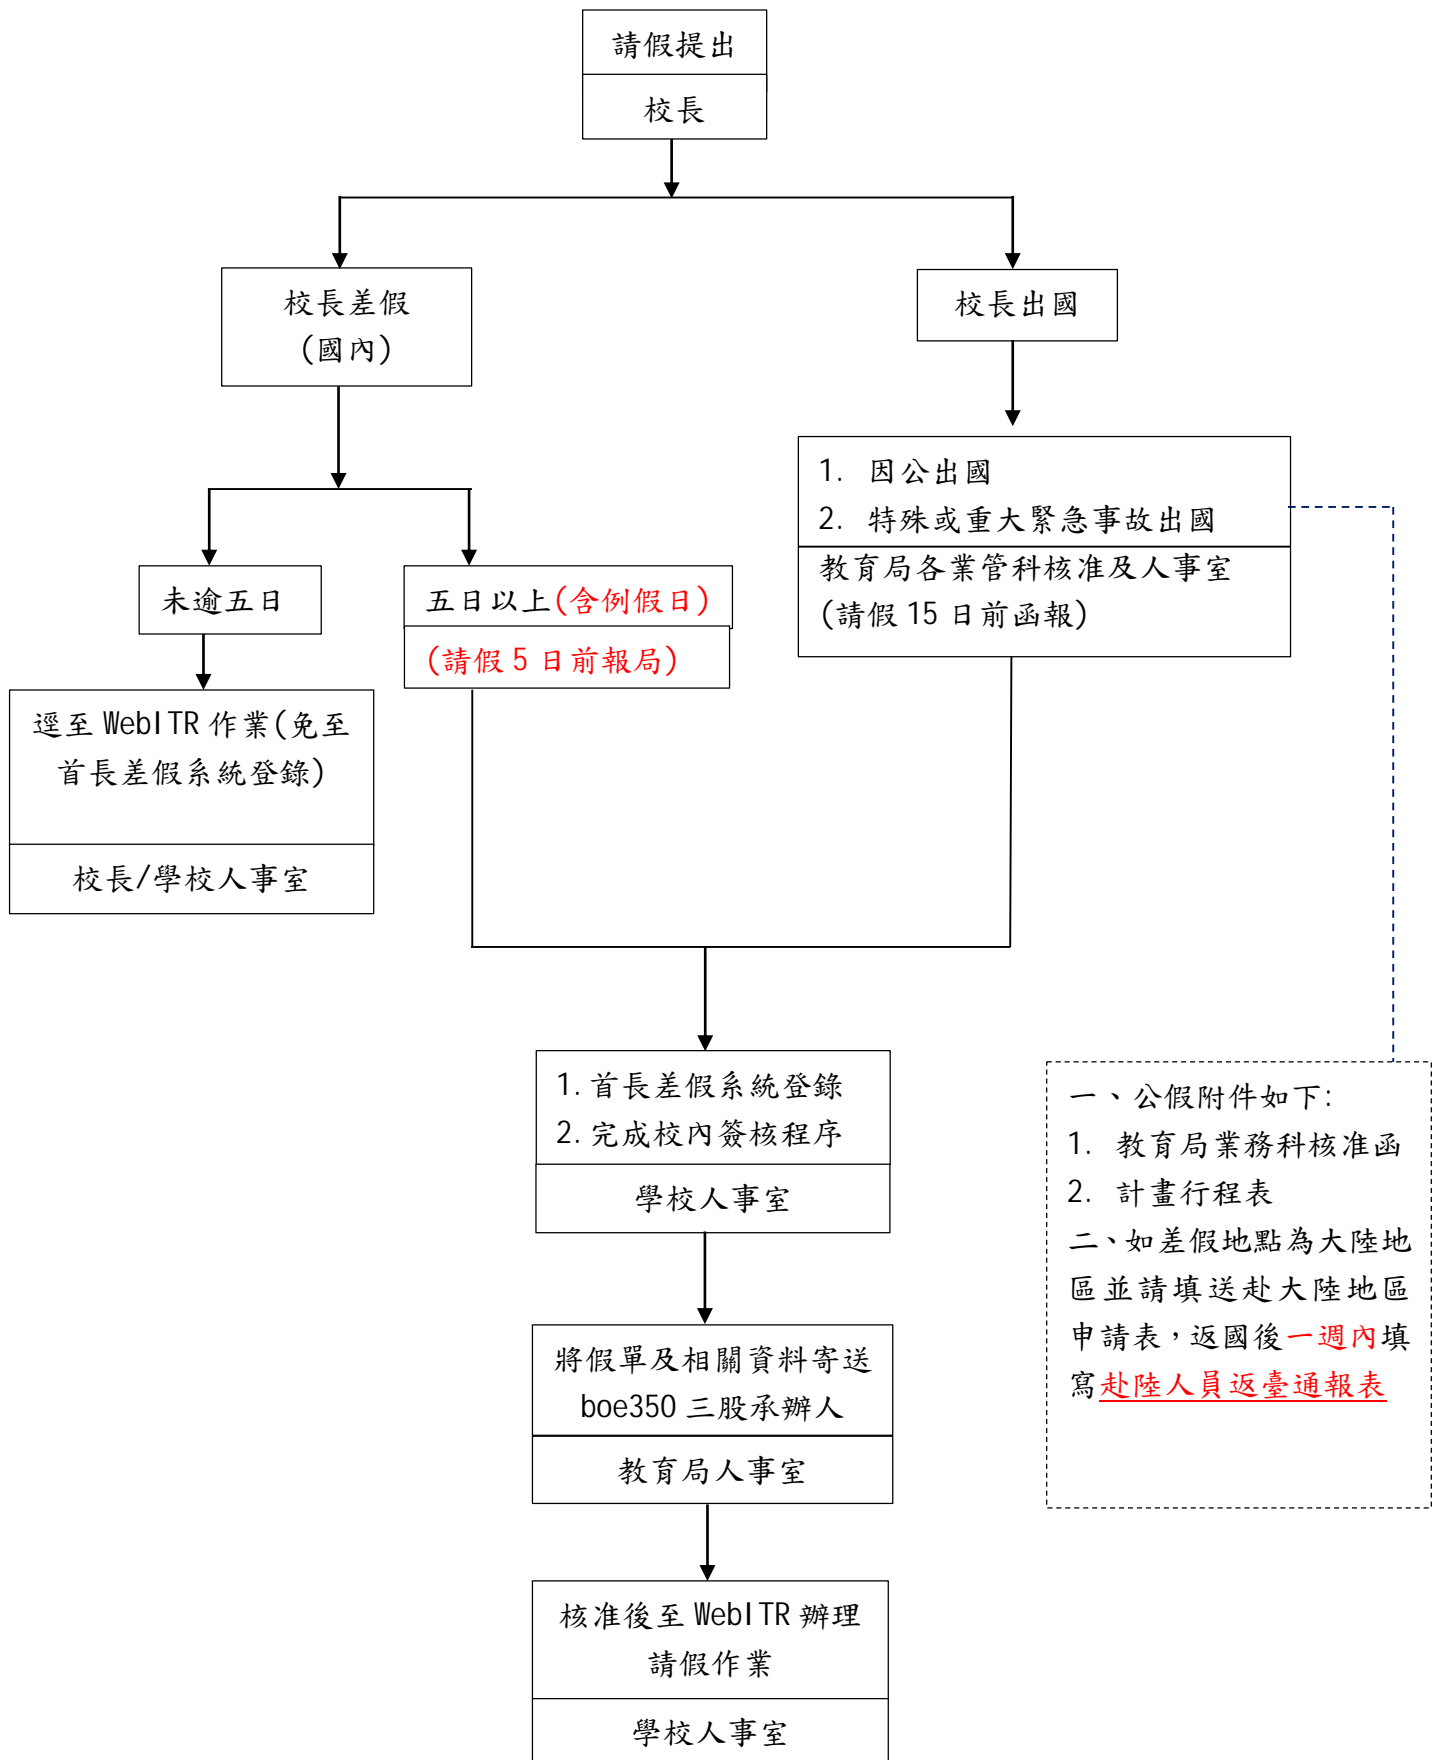 請假提出
校長
校長差假
(國內)
校長出國
1. 因公出國
2. 特殊或重大緊急事故出國
教育局各業管科核准及人事室
(請假 15 日前函報)
未逾五日
五日以上(含例假日)
(請假 5 日前報局)
逕至 WebITR 作業(免至
首長差假系統登錄)
校長/學校人事室
1.首長差假系統登錄
2.完成校內簽核程序
學校人事室
一、公假附件如下:
1. 教育局業務科核准函
2. 計畫行程表
二、如差假地點為大陸地
區並請填送赴大陸地區
申請表，返國後一週內填
寫赴陸人員返臺通報表
將假單及相關資料寄送
boe350 三股承辦人
教育局人事室
核准後至 WebITR 辦理
請假作業
學校人事室